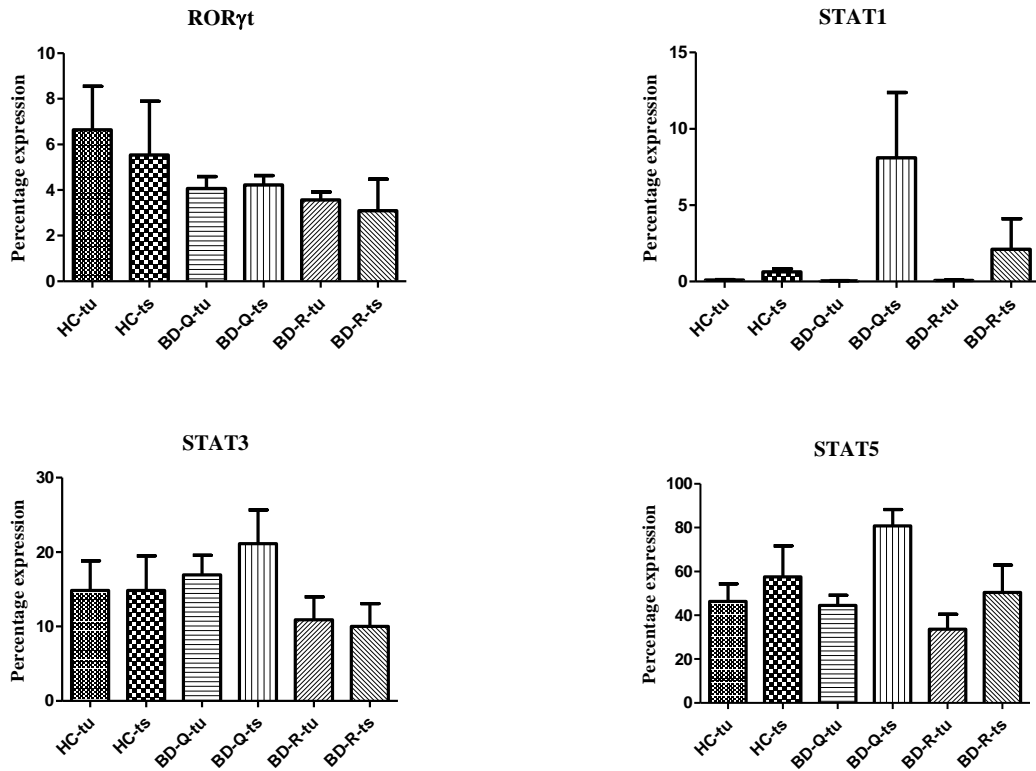 RORγt
Percentage expression
10
8
6
4
2
0
HC-tu
HC-ts
BD-Q-tu
BD-Q-ts
BD-R-tu
BD-R-ts
STAT1
Percentage expression
15
10
5
0
HC-tu
HC-ts
BD-Q-tu
BD-Q-ts
BD-R-tu
BD-R-ts
STAT3
Percentage expression
30
20
10
0
HC-tu
HC-ts
BD-Q-tu
BD-Q-ts
BD-R-tu
BD-R-ts
STAT5
Percentage expression
100
80
60
40
20
0
HC-tu
HC-ts
BD-Q-tu
BD-Q-ts
BD-R-tu
BD-R-ts